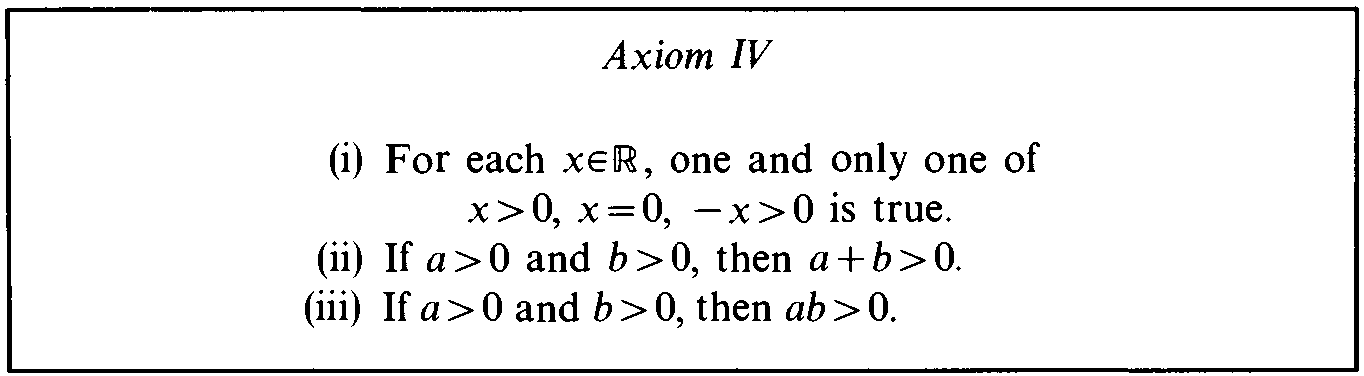 Axiom IV
(i) For each x∈ℝ, one and only one of
x>0, x=0, −x>0 is true.
(ii) If a>0 and b>0, then a+b>0.
(iii) If a>0 and b>0, then ab>0.